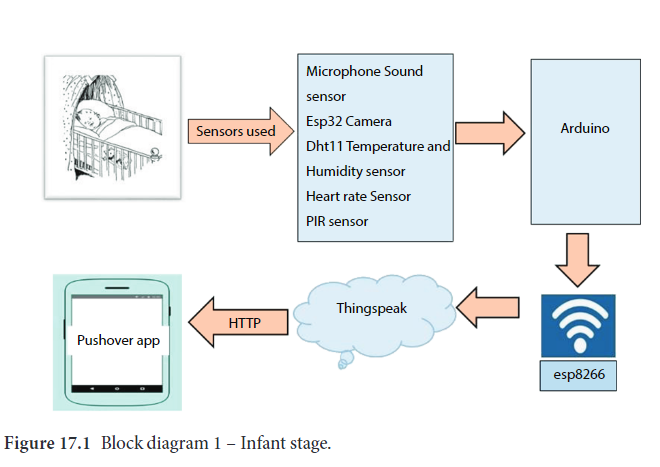 Sensors used
Microphone Sound
sensor
Esp32 Camera
Dht11 Temperature and
Humidity sensor
Heart rate Sensor
PIR sensor
Arduino
esp8266
Thingspeak
HTTP
Pushover app
Figure 17.1 Block diagram 1 – Infant stage.